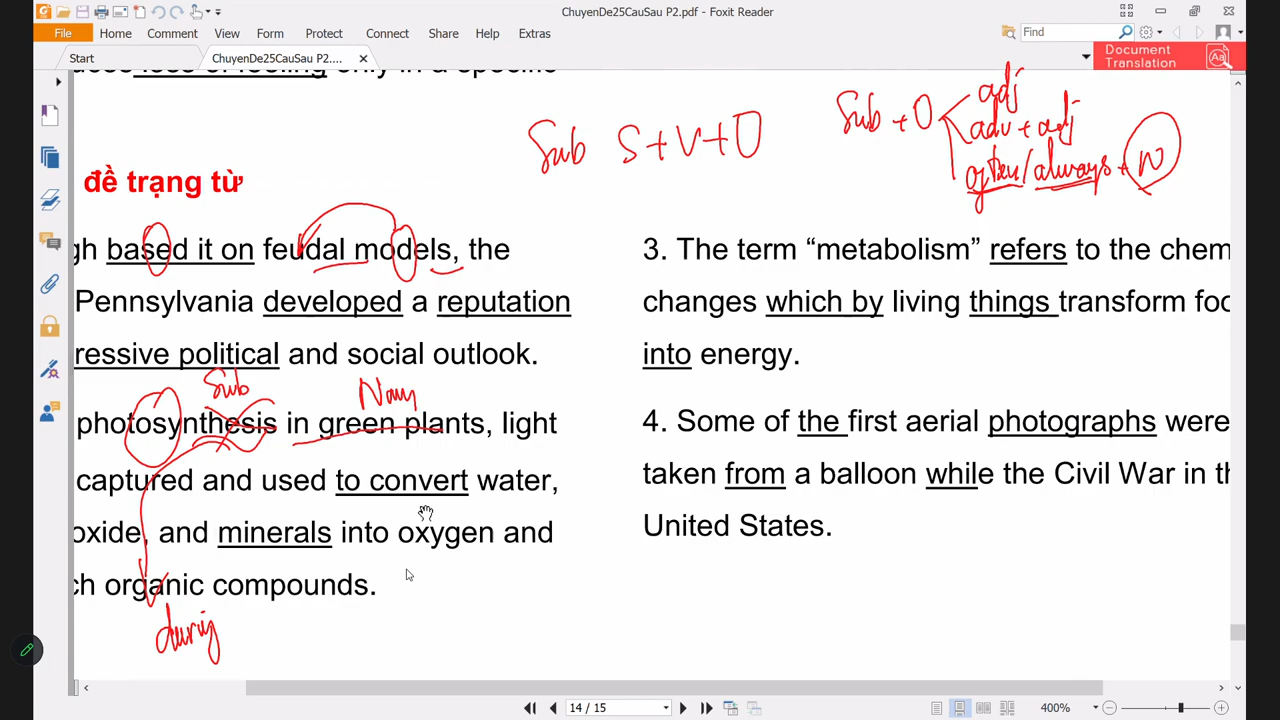 ChuyenDe25CauSau P2.pdf - Foxit Reader
File Home Comment View Form Protect Connect Share Help Extras
Find
Start ChuyenDe25CauSau P2....
Document Translation
only in a specific
Sub S+V+O
Sub + O
adj
adv + adj
often/always + N
đề trạng từ
gh based it on feudal models, the
Pennsylvania developed a reputation
ressive political and social outlook.
Sub
photosynthesis in green plants, light
captured and used to convert water,
oxide, and minerals into oxygen and
ch organic compounds.
during
3. The term “metabolism” refers to the chem
changes which by living things transform foo
into energy.
4. Some of the first aerial photographs were
taken from a balloon while the Civil War in th
United States.
14 / 15
400%